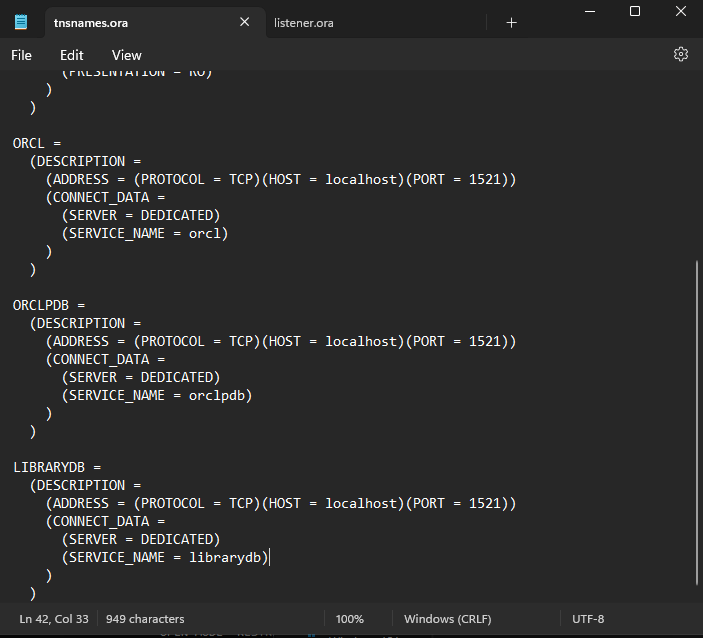 tnsnames.ora
listener.ora
File Edit View
(PRESENTATION = RO)
)
)
ORCL =
(DESCRIPTION =
(ADDRESS = (PROTOCOL = TCP)(HOST = localhost)(PORT = 1521))
(CONNECT_DATA =
(SERVER = DEDICATED)
(SERVICE_NAME = orcl)
)
)
ORCLPDB =
(DESCRIPTION =
(ADDRESS = (PROTOCOL = TCP)(HOST = localhost)(PORT = 1521))
(CONNECT_DATA =
(SERVER = DEDICATED)
(SERVICE_NAME = orclpdb)
)
)
LIBRARYDB =
(DESCRIPTION =
(ADDRESS = (PROTOCOL = TCP)(HOST = localhost)(PORT = 1521))
(CONNECT_DATA =
(SERVER = DEDICATED)
(SERVICE_NAME = librarydb)
)
)
Ln 42, Col 33 949 characters 100% Windows (CRLF) UTF-8